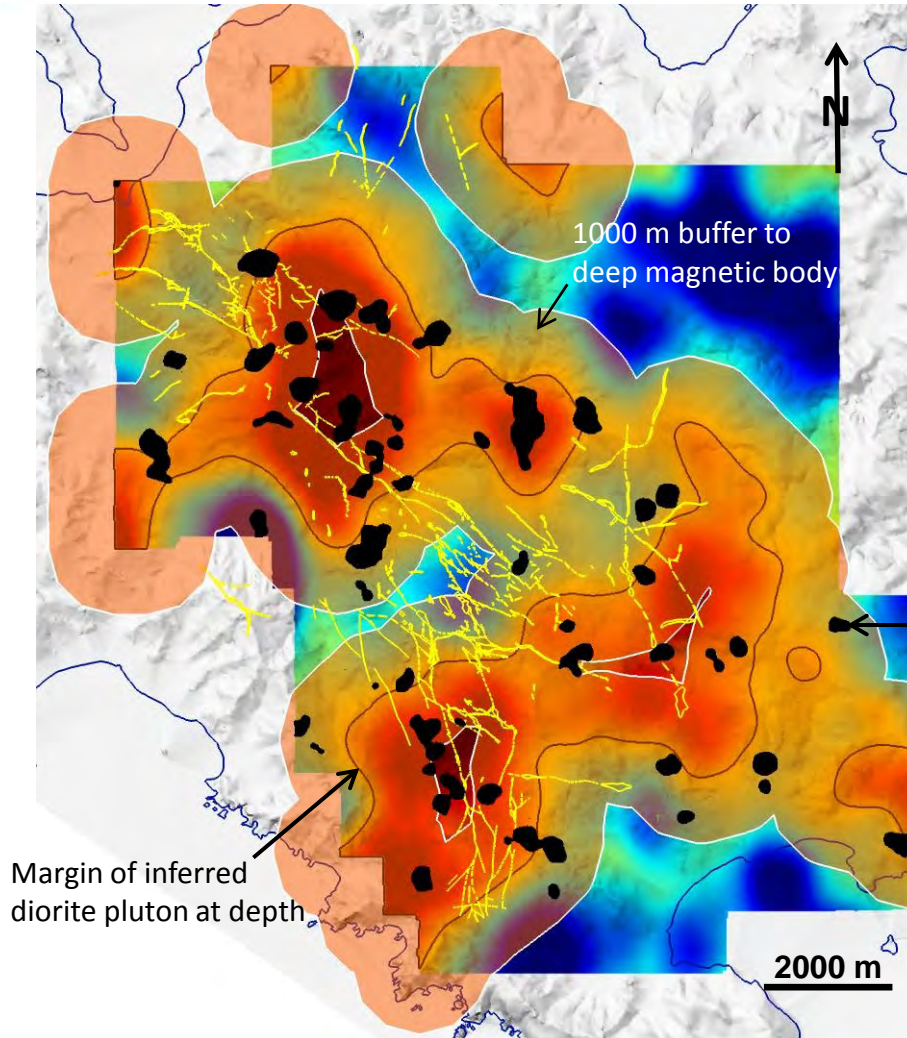 N
1000 m buffer to
deep magnetic body
Margin of inferred
diorite pluton at depth
2000 m